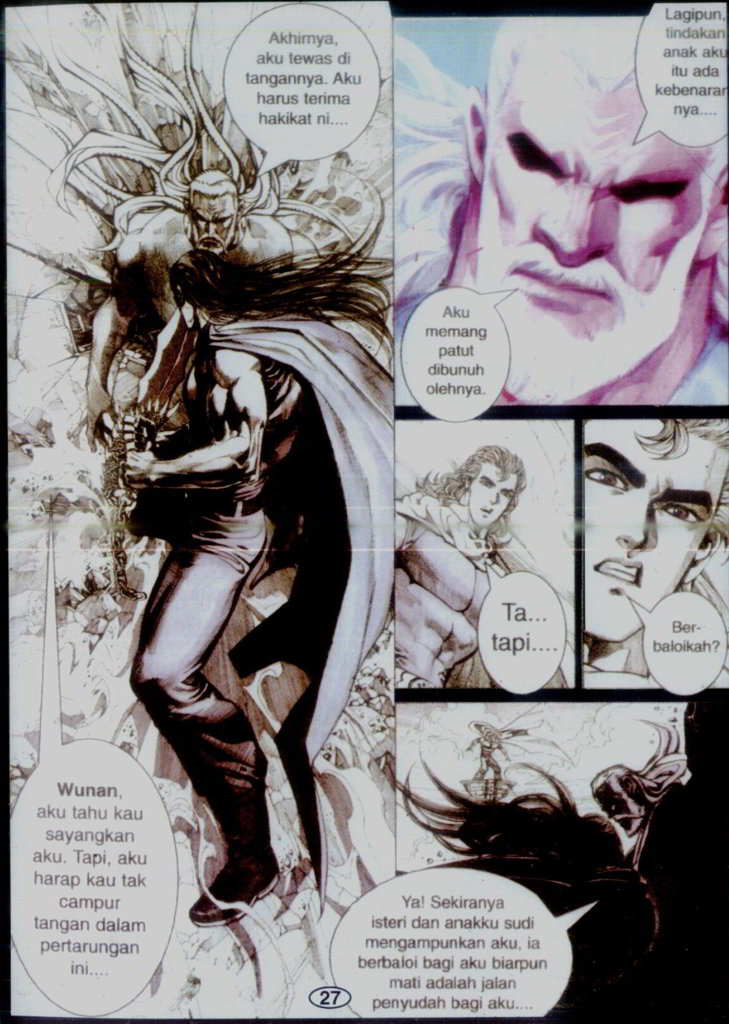 Akhirnya,
aku tewas di
tangannya. Aku
harus terima
hakikat ni....
Wunan,
aku tahu kau
sayangkan
aku. Tapi, aku
harap kau tak
campur
tangan dalam
pertarungan
ini....
Lagipun,
tindakan
anak aku
itu ada
kebenaran
nya....
Aku
memang
patut
dibunuh
olehnya.
Ta...
tapi....
Ber-
baloikah?
Ya! Sekiranya
isteri dan anakku sudi
mengampunkan aku, ia
berbaloi bagi aku biarpun
mati adalah jalan
penyudah bagi aku....
27